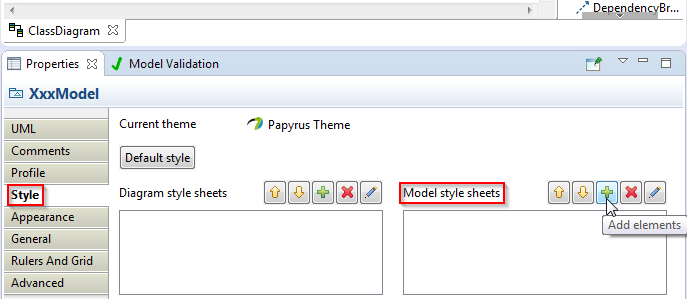 DependencyBr...
ClassDiagram
Properties
Model Validation
XxxModel
UML
Comments
Profile
Style
Appearance
General
Rulers And Grid
Advanced
Current theme
Papyrus Theme
Default style
Diagram style sheets
Model style sheets
Add elements